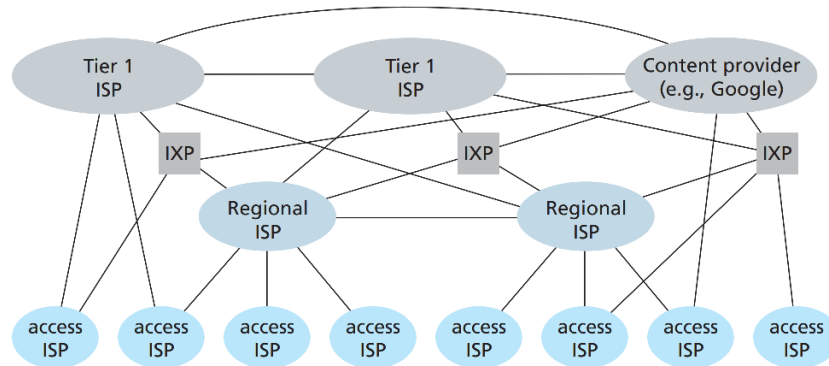 Tier 1
ISP
Tier 1
ISP
Content provider
(e.g., Google)
IXP
IXP
IXP
Regional
ISP
Regional
ISP
access
ISP
access
ISP
access
ISP
access
ISP
access
ISP
access
ISP
access
ISP
access
ISP